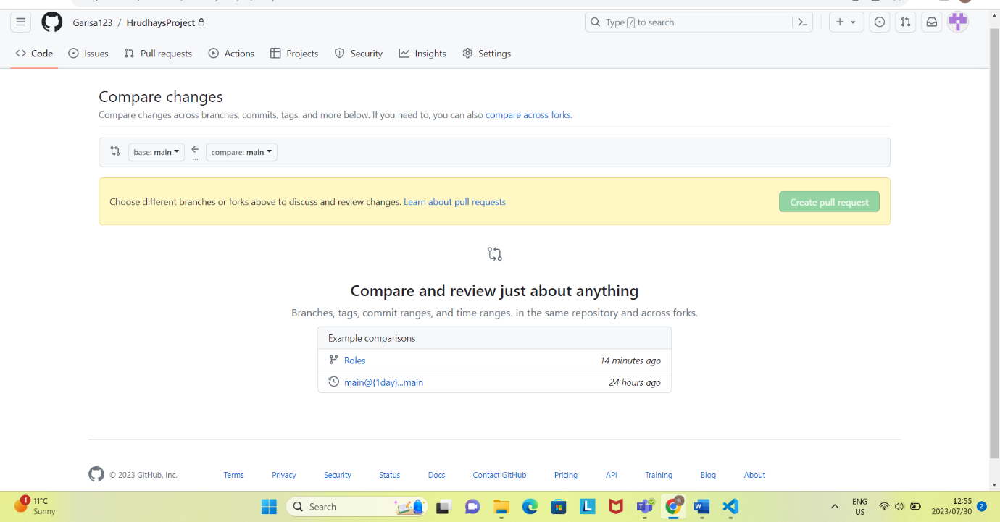 Garisa123 / HrudhaysProject
Type / to search
Code Issues Pull requests Actions Projects Security Insights Settings
Compare changes
Compare changes across branches, commits, tags, and more below. If you need to, you can also compare across forks.
base: main
...
compare: main
Choose different branches or forks above to discuss and review changes. Learn about pull requests
Create pull request
Compare and review just about anything
Branches, tags, commit ranges, and time ranges. In the same repository and across forks.
Example comparisons
Roles 14 minutes ago
main@{1day}...main 24 hours ago
© 2023 GitHub, Inc. Terms Privacy Security Status Docs Contact GitHub Pricing API Training Blog About
1
11°C
Sunny
Search
L
R
W
ENG
US
12:55
2023/07/30
2